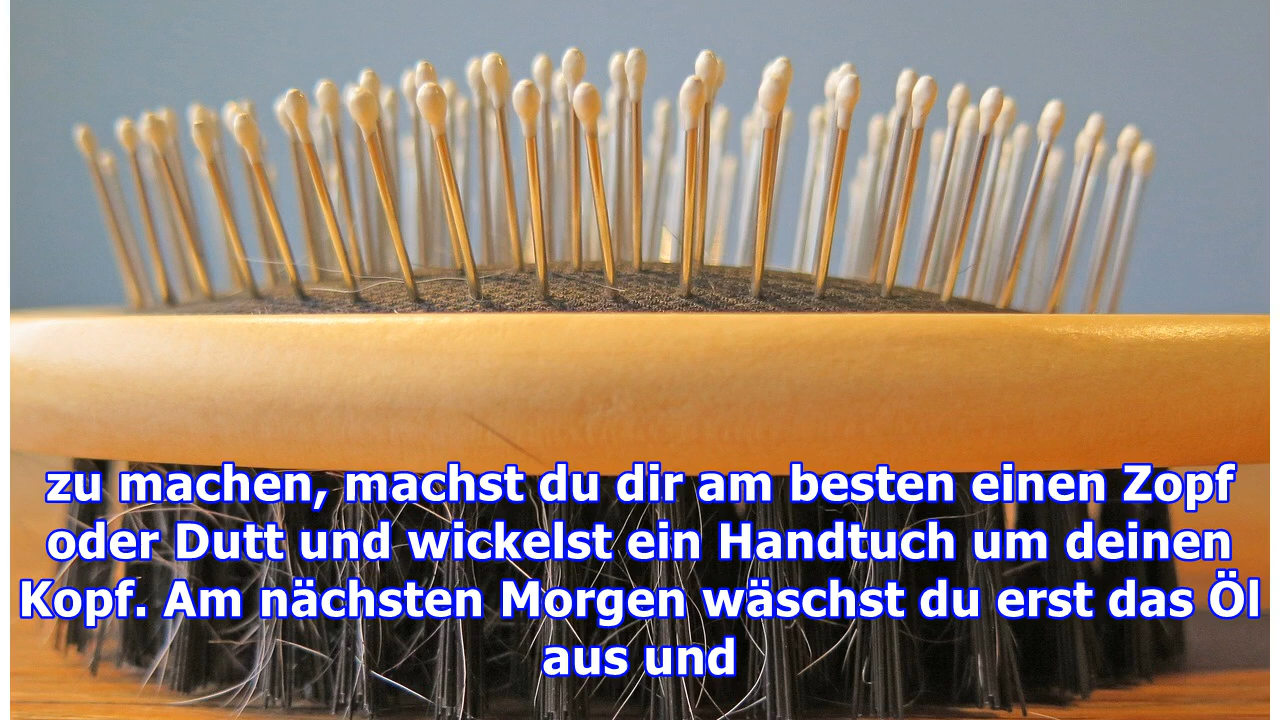 zu machen, machst du dir am besten einen Zopf
oder Dutt und wickelst ein Handtuch um deinen
Kopf. Am nächsten Morgen wäschst du erst das Öl
aus und